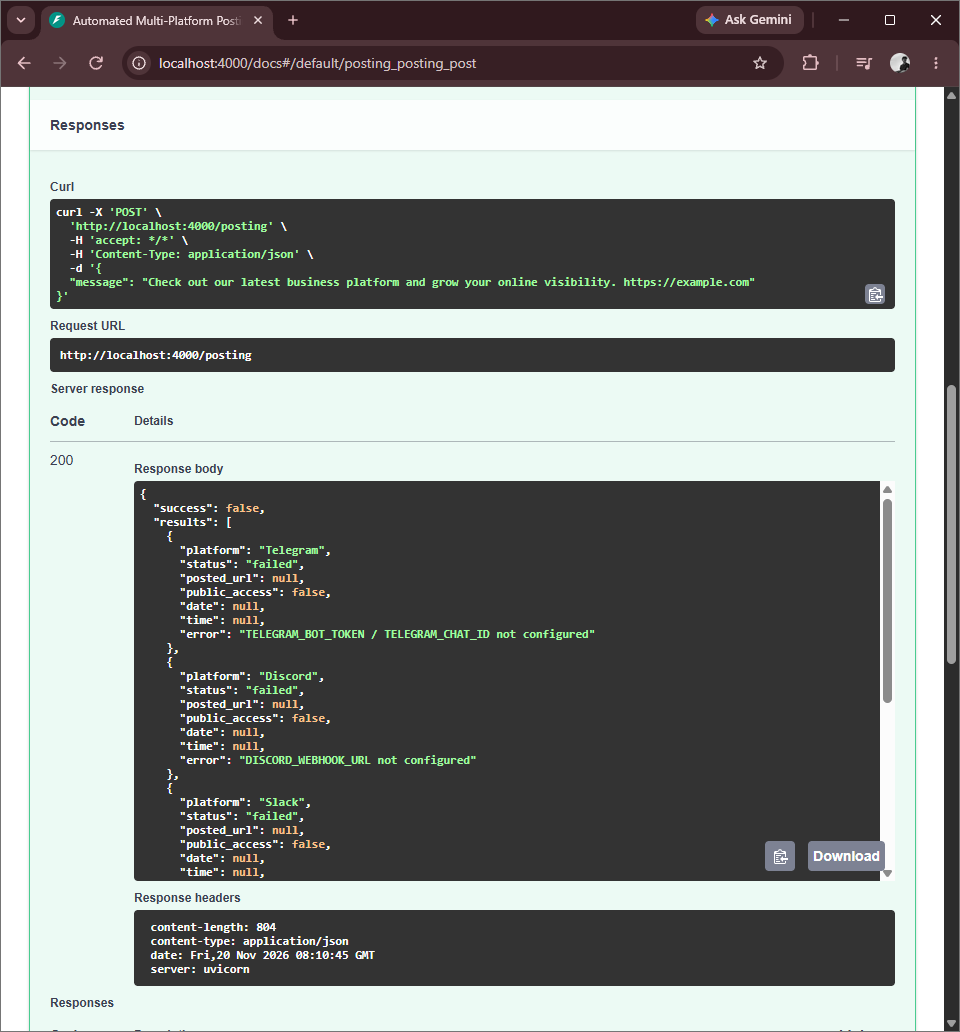 Automated Multi-Platform Posti
Ask Gemini
localhost:4000/docs#/default/posting_posting_post
Responses
Curl
curl -X 'POST' \
  'http://localhost:4000/posting' \
  -H 'accept: */*' \
  -H 'Content-Type: application/json' \
  -d '{
  "message": "Check out our latest business platform and grow your online visibility. https://example.com"
}'
Request URL
http://localhost:4000/posting
Server response
Code Details
200
Response body
{
  "success": false,
  "results": [
    {
      "platform": "Telegram",
      "status": "failed",
      "posted_url": null,
      "public_access": false,
      "date": null,
      "time": null,
      "error": "TELEGRAM_BOT_TOKEN / TELEGRAM_CHAT_ID not configured"
    },
    {
      "platform": "Discord",
      "status": "failed",
      "posted_url": null,
      "public_access": false,
      "date": null,
      "time": null,
      "error": "DISCORD_WEBHOOK_URL not configured"
    },
    {
      "platform": "Slack",
      "status": "failed",
      "posted_url": null,
      "public_access": false,
      "date": null,
      "time": null,
Download
Response headers
content-length: 804
content-type: application/json
date: Fri,20 Nov 2026 08:10:45 GMT
server: uvicorn
Responses